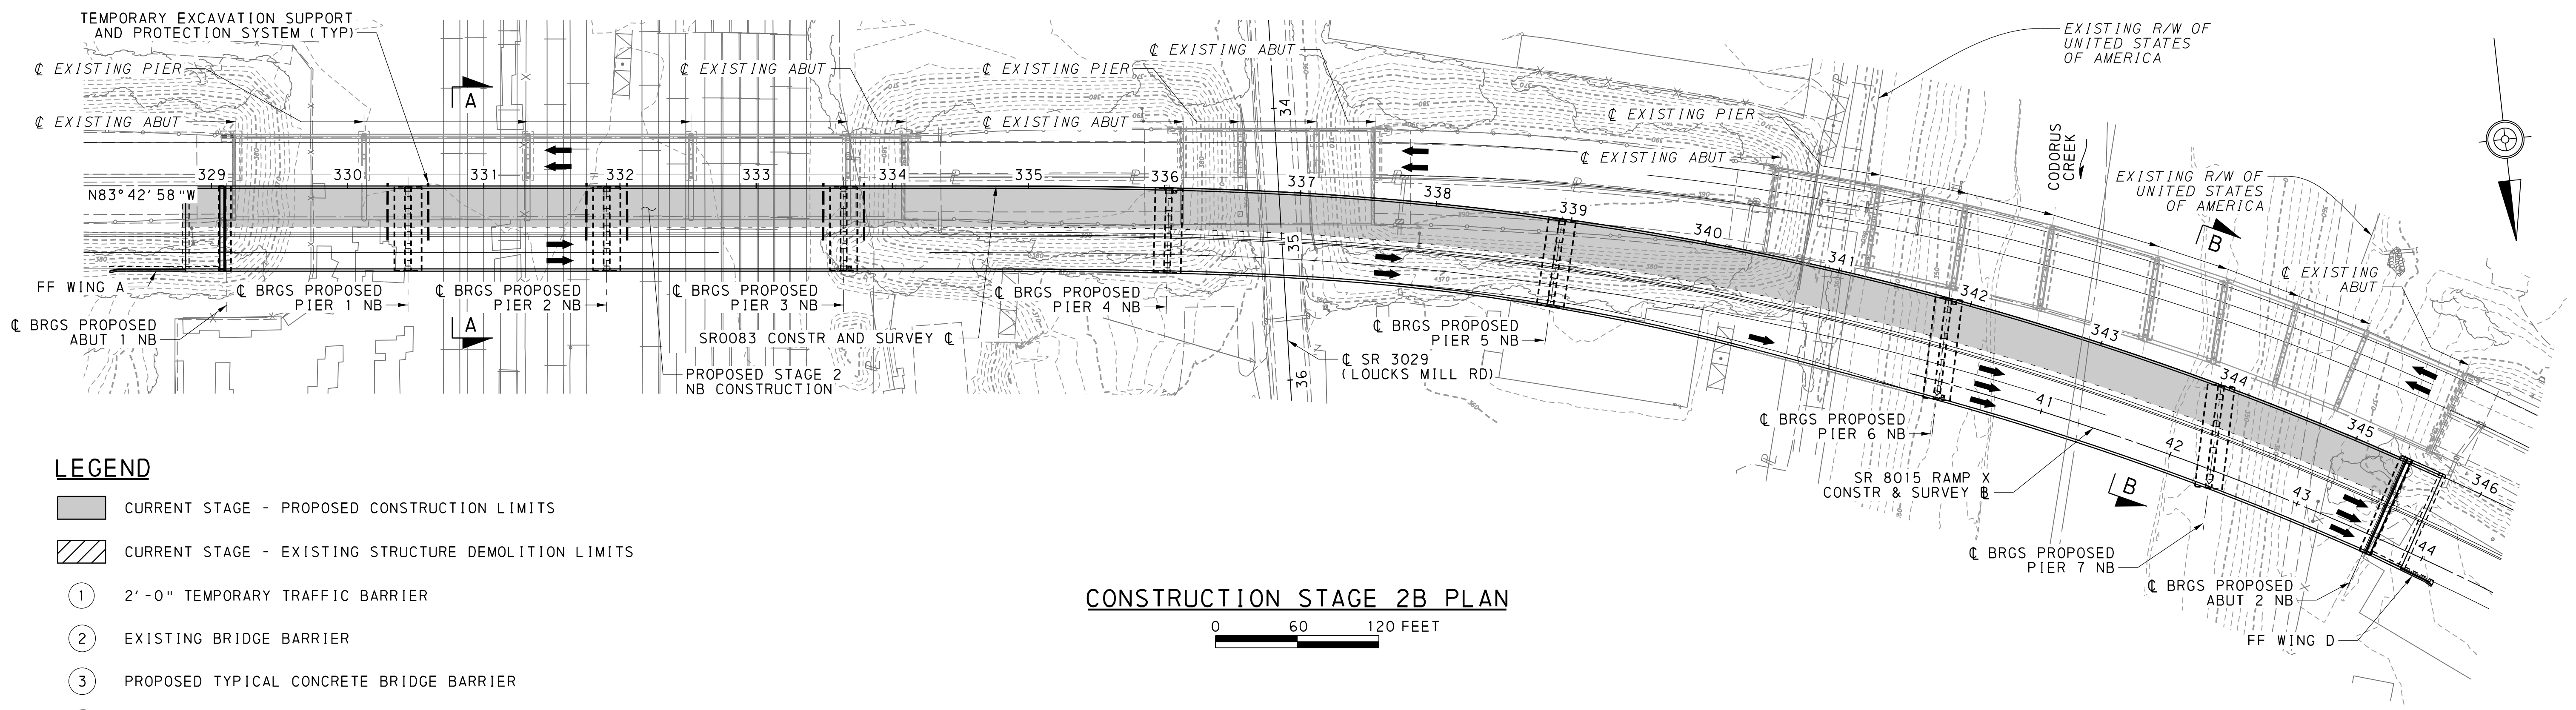 TEMPORARY EXCAVATION SUPPORT
AND PROTECTION SYSTEM (TYP)
℄ EXISTING PIER
℄ EXISTING ABUT
A
℄ EXISTING ABUT
℄ EXISTING PIER
℄ EXISTING ABUT
℄ EXISTING ABUT
34
℄ EXISTING PIER
℄ EXISTING ABUT
EXISTING R/W OF
UNITED STATES
OF AMERICA
CODORUS
CREEK
EXISTING R/W OF
UNITED STATES
OF AMERICA
B
℄ EXISTING
ABUT
329
330
331
332
333
334
335
336
337
338
339
340
341
342
343
344
345
346
N83°42'58"W
FF WING A
℄ BRGS PROPOSED
ABUT 1 NB
℄ BRGS PROPOSED
PIER 1 NB
℄ BRGS PROPOSED
PIER 2 NB
A
℄ BRGS PROPOSED
PIER 3 NB
PROPOSED STAGE 2
NB CONSTRUCTION
SR0083 CONSTR AND SURVEY ℄
℄ BRGS PROPOSED
PIER 4 NB
35
36
℄ SR 3029
(LOUCKS MILL RD)
℄ BRGS PROPOSED
PIER 5 NB
℄ BRGS PROPOSED
PIER 6 NB
41
42
43
44
SR 8015 RAMP X
CONSTR & SURVEY ℄
B
℄ BRGS PROPOSED
PIER 7 NB
℄ BRGS PROPOSED
ABUT 2 NB
FF WING D
LEGEND
CURRENT STAGE - PROPOSED CONSTRUCTION LIMITS
CURRENT STAGE - EXISTING STRUCTURE DEMOLITION LIMITS
1 2'-0" TEMPORARY TRAFFIC BARRIER
2 EXISTING BRIDGE BARRIER
3 PROPOSED TYPICAL CONCRETE BRIDGE BARRIER
CONSTRUCTION STAGE 2B PLAN
0 60 120 FEET